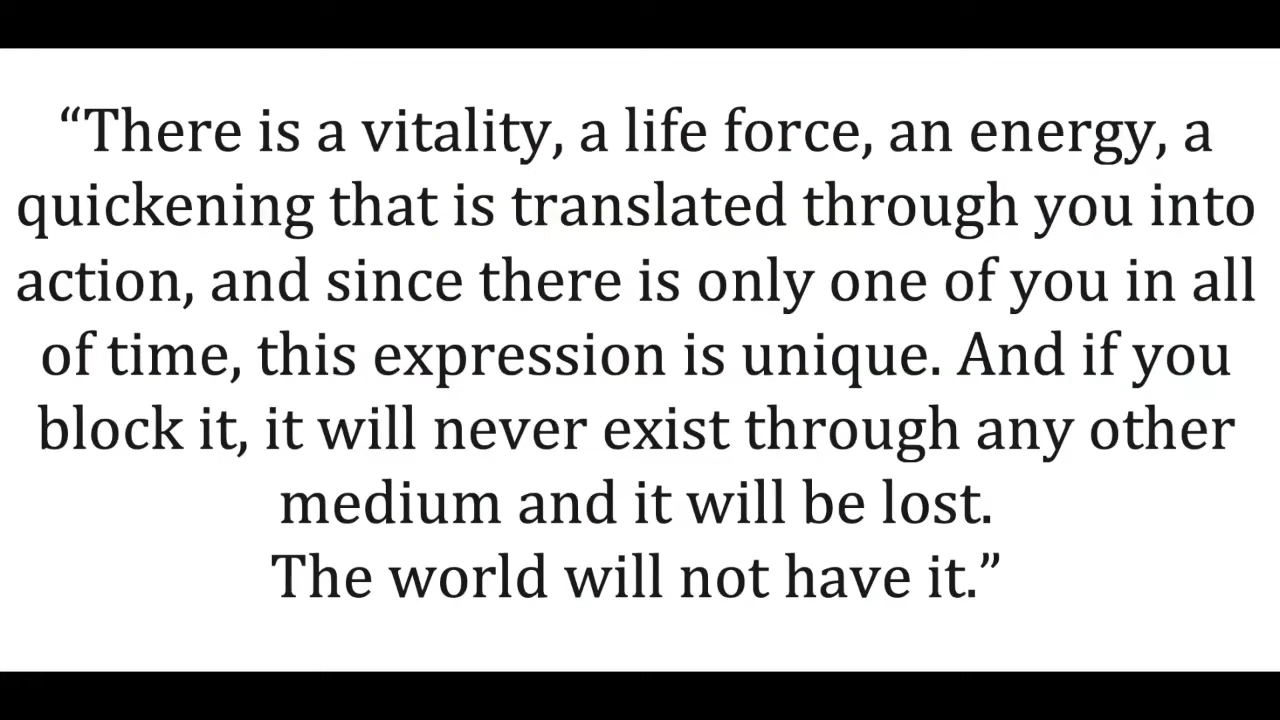 “There is a vitality, a life force, an energy, a
quickening that is translated through you into
action, and since there is only one of you in all
of time, this expression is unique. And if you
block it, it will never exist through any other
medium and it will be lost.
The world will not have it.”